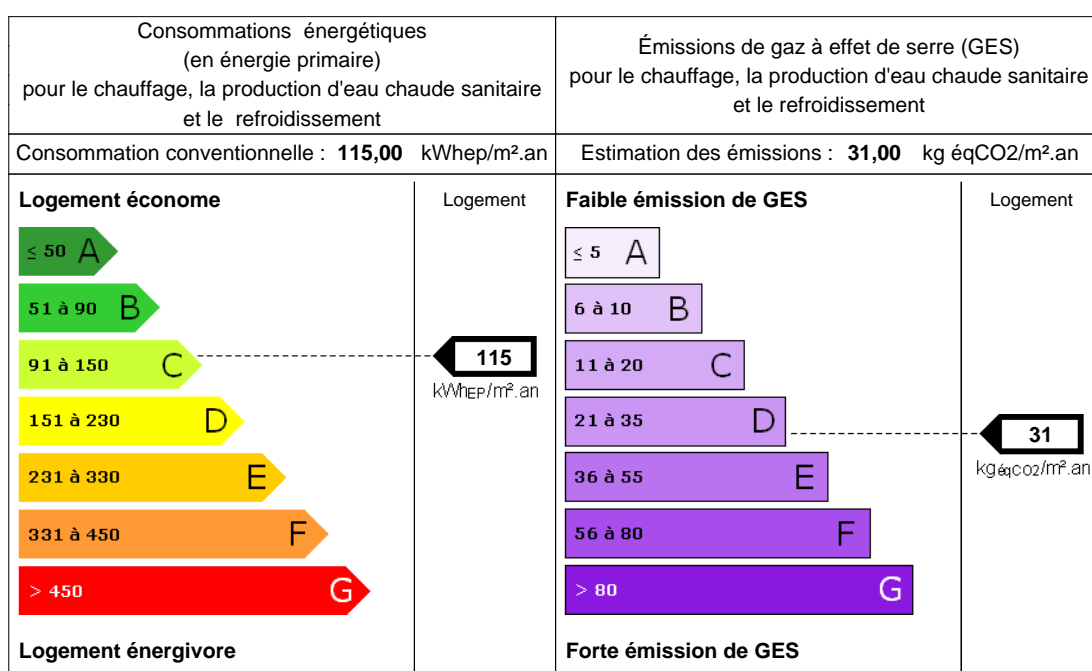 Consommations énergétiques
(en énergie primaire)
pour le chauffage, la production d'eau chaude sanitaire
et le refroidissement
Émissions de gaz à effet de serre (GES)
pour le chauffage, la production d'eau chaude sanitaire
et le refroidissement
Consommation conventionnelle : 115,00 kWhep/m².an
Estimation des émissions : 31,00 kg éqCO2/m².an
Logement économe
Logement
≤ 50 A
51 à 90 B
91 à 150 C
115
kWhEP/m².an
151 à 230 D
231 à 330 E
331 à 450 F
> 450 G
Logement énergivore
Faible émission de GES
Logement
≤ 5 A
6 à 10 B
11 à 20 C
21 à 35 D
31
kgéqCO2/m².an
36 à 55 E
56 à 80 F
> 80 G
Forte émission de GES